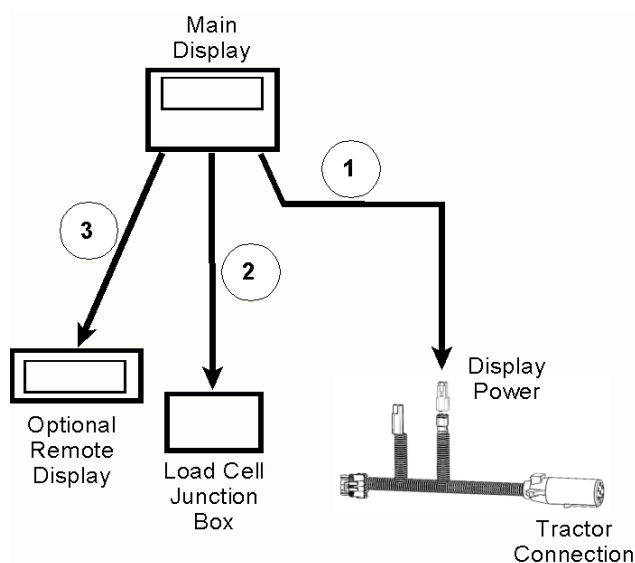 Main
Display
1
3
2
Display
Power
Optional
Remote
Display
Load Cell
Junction
Box
Tractor
Connection